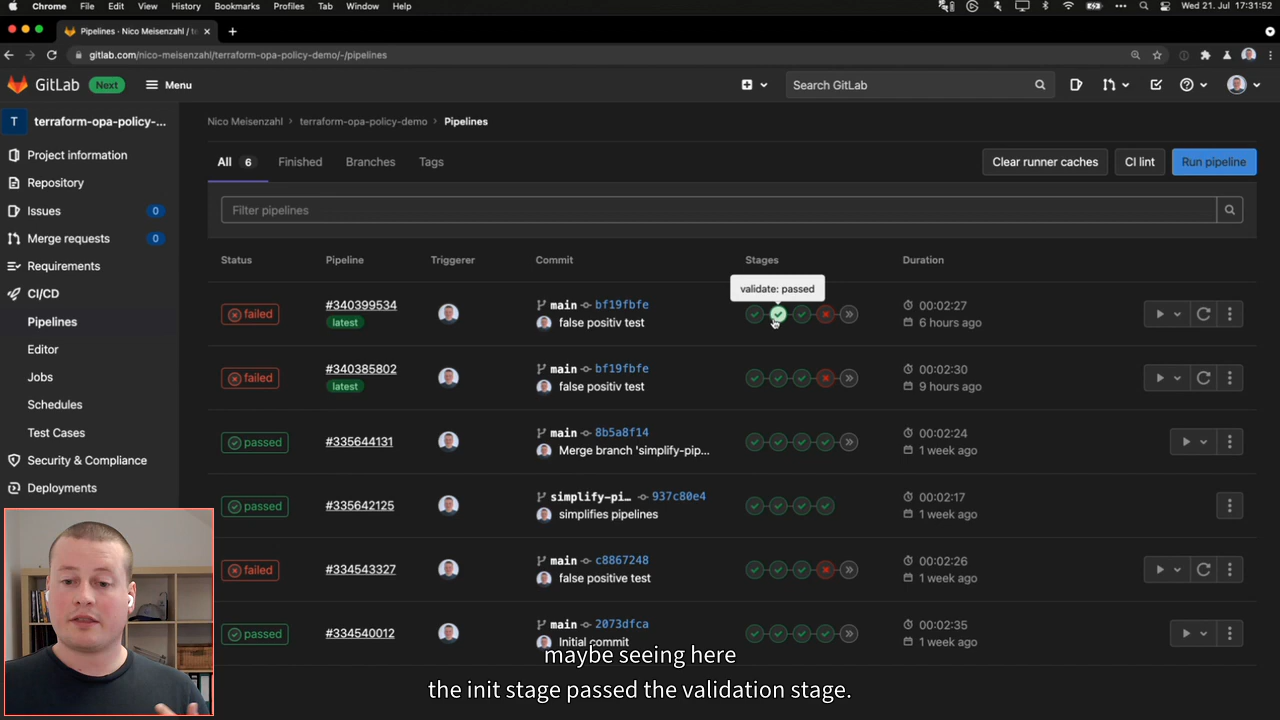 Chrome File Edit View History Bookmarks Profiles Tab Window Help Wed 21. Jul 17:31:52
Pipelines · Nico Meisenzahl / t
gitlab.com/nico-meisenzahl/terraform-opa-policy-demo/-/pipelines
GitLab Next Menu Search GitLab
T terraform-opa-policy-... Nico Meisenzahl › terraform-opa-policy-demo › Pipelines
Project information
Repository
Issues 0
Merge requests 0
Requirements
CI/CD
Pipelines
Editor
Jobs
Schedules
Test Cases
Security & Compliance
Deployments
All 6 Finished Branches Tags Clear runner caches CI lint Run pipeline
Filter pipelines
Status Pipeline Triggerer Commit Stages Duration
validate: passed
failed #340399534 main bf19fbfe 00:02:27
latest false positiv test 6 hours ago
failed #340385802 main bf19fbfe 00:02:30
latest false positiv test 9 hours ago
passed #335644131 main 8b5a8f14 00:02:24
Merge branch 'simplify-pip... 1 week ago
passed #335642125 simplify-pi... 937c80e4 00:02:17
simplifies pipelines 1 week ago
failed #334543327 main c8867248 00:02:26
false positive test 1 week ago
passed #334540012 main 2073dfca 00:02:35
Initial commit 1 week ago
maybe seeing here
the init stage passed the validation stage.